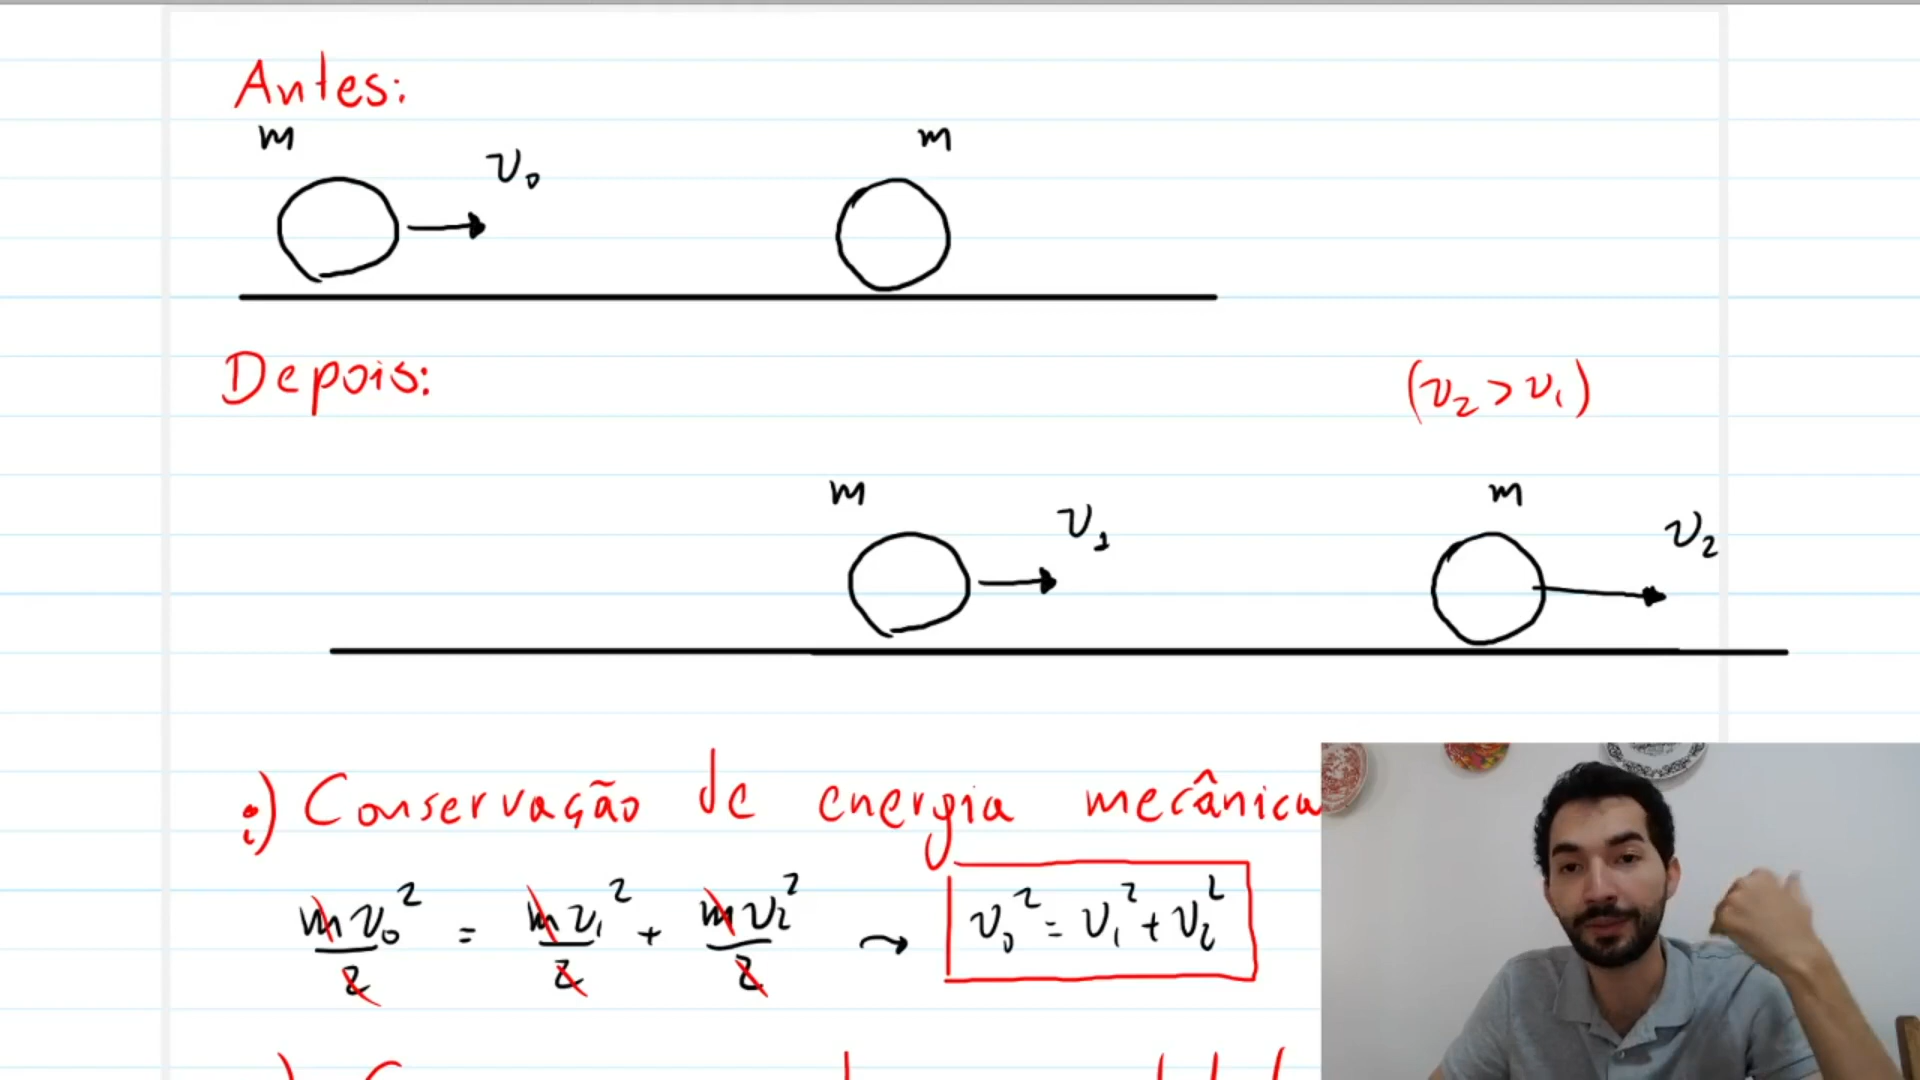 Antes:
m
v₀
m
Depois:
(v₂ > v₁)
m
v₁
m
v₂
i) Conservação de energia mecânica
mv₀²/2 = mv₁²/2 + mv₂²/2 ⇝ v₀² = v₁² + v₂²